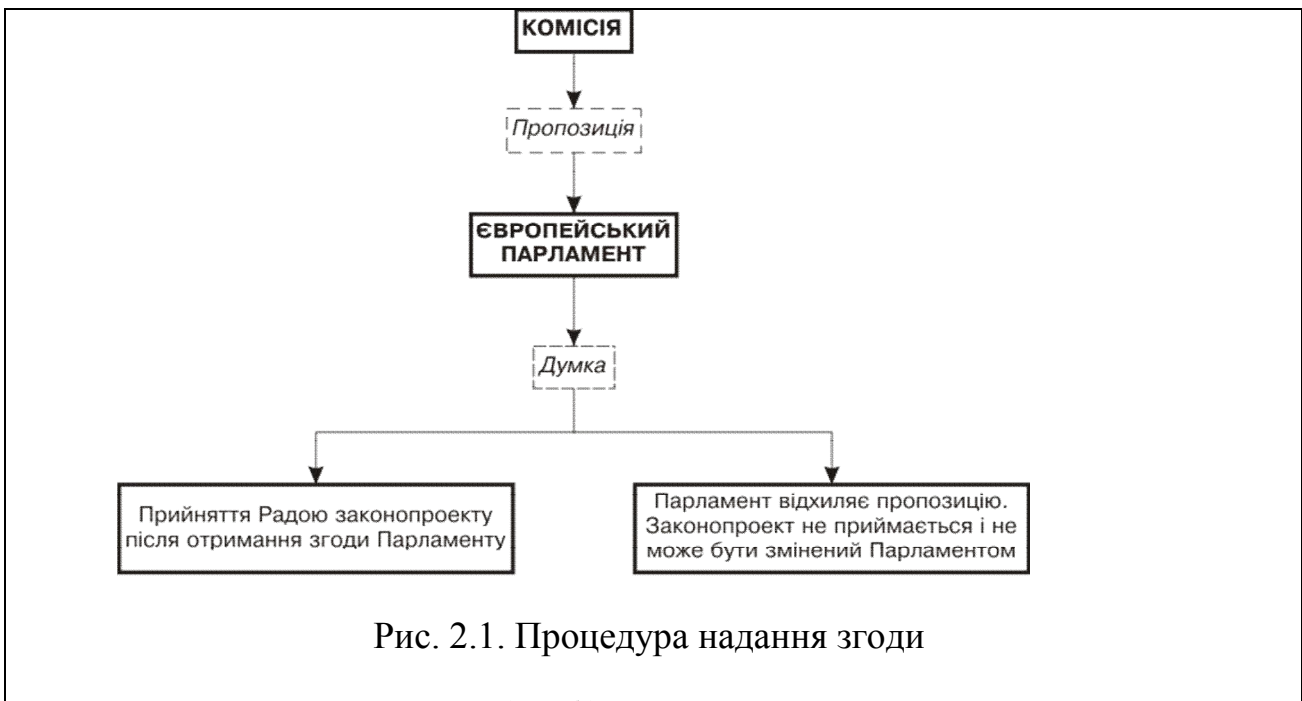 КОМІСІЯ
Пропозиція
ЄВРОПЕЙСЬКИЙ
ПАРЛАМЕНТ
Думка
Прийняття Радою законопроекту
після отримання згоди Парламенту
Парламент відхиляє пропозицію.
Законопроект не приймається і не
може бути змінений Парламентом
Рис. 2.1. Процедура надання згоди